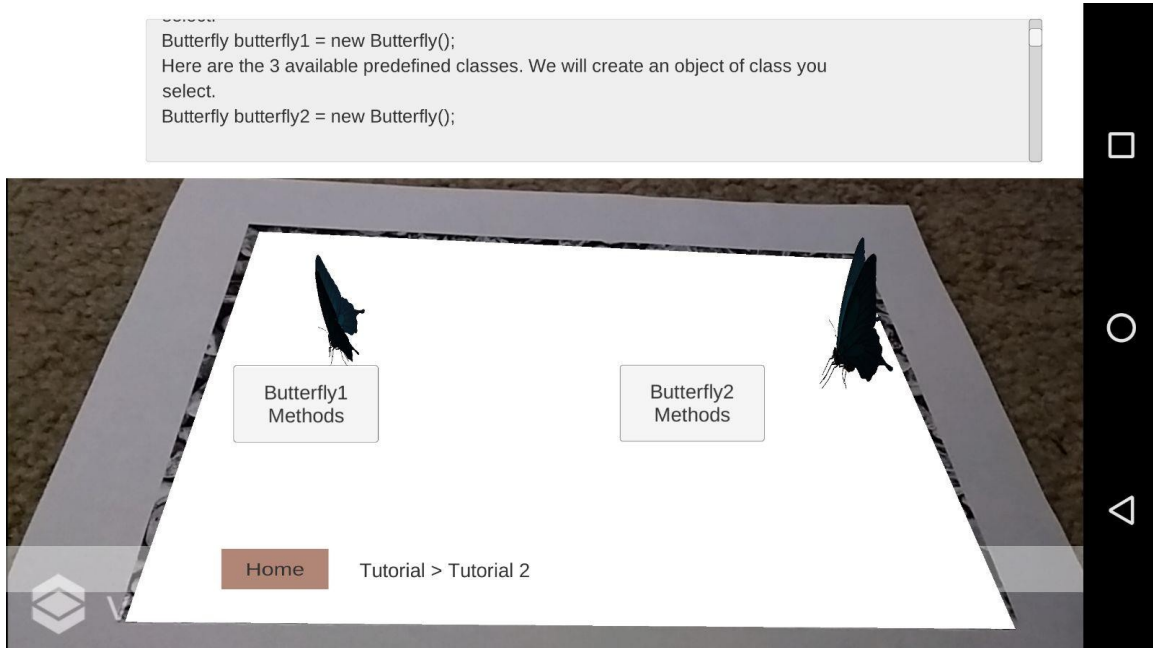 Butterfly butterfly1 = new Butterfly();
Here are the 3 available predefined classes. We will create an object of class you
select.
Butterfly butterfly2 = new Butterfly();
Butterfly1
Methods
Butterfly2
Methods
Home
Tutorial > Tutorial 2